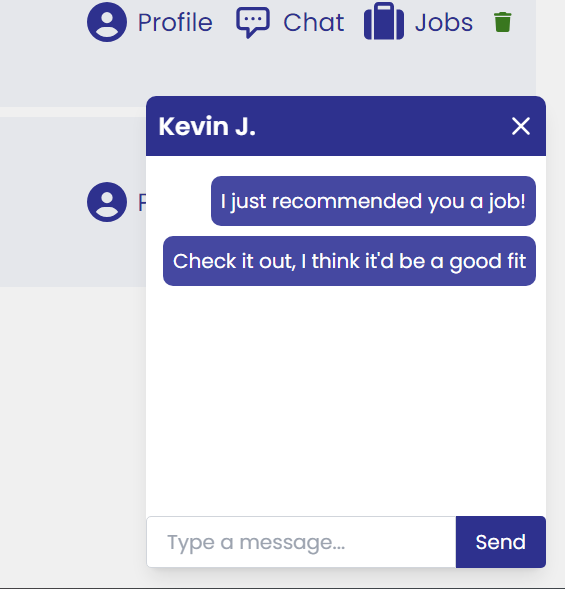 Profile Chat Jobs
Kevin J.
I just recommended you a job!
Check it out, I think it'd be a good fit
Type a message...
Send